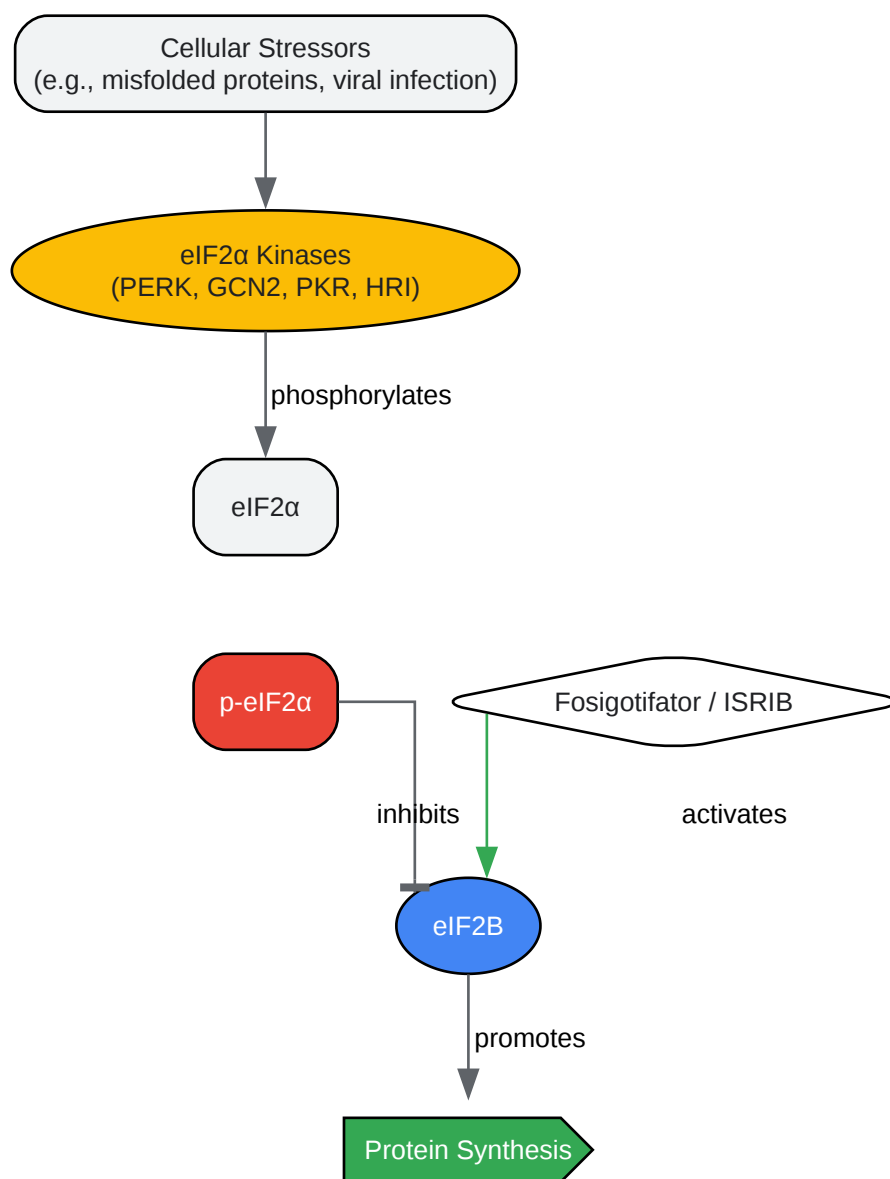 Cellular Stressors
(e.g., misfolded proteins, viral infection)
eIF2α Kinases
(PERK, GCN2, PKR, HRI)
phosphorylates
eIF2α
p-eIF2α
Fosigotifator / ISRIB
inhibits
activates
eIF2B
promotes
Protein Synthesis